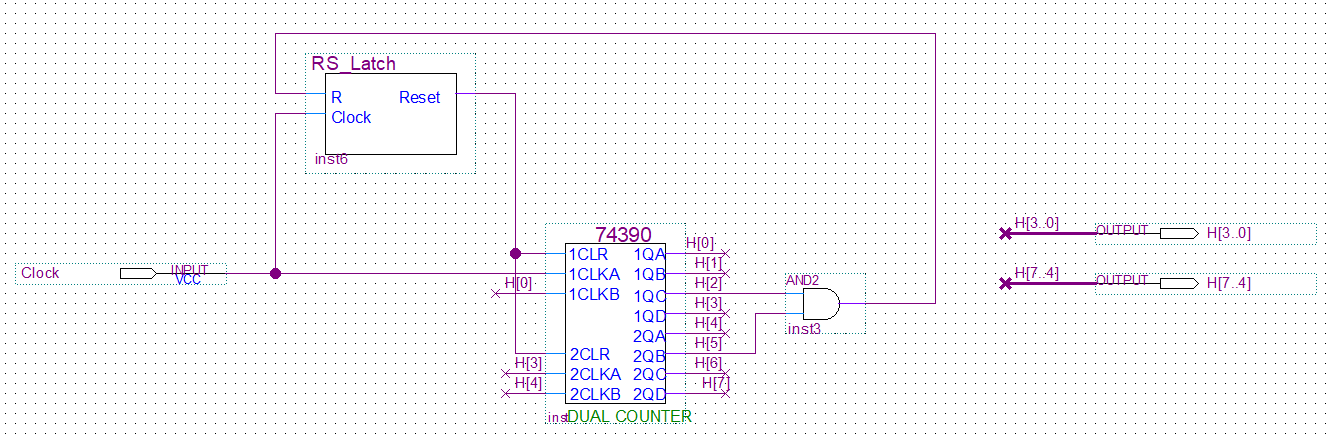 RS_Latch
R
Reset
Clock
inst6
Clock
INPUT
VCC
74390
1CLR
1CLKA
H[0]
1CLKB
2CLR
H[3]
2CLKA
H[4]
2CLKB
1QA
H[0]
1QB
H[1]
1QC
H[2]
1QD
H[3]
2QA
H[4]
2QB
H[5]
2QC
H[6]
2QD
H[7]
inst
DUAL COUNTER
AND2
inst3
H[3..0]
OUTPUT
H[3..0]
H[7..4]
OUTPUT
H[7..4]